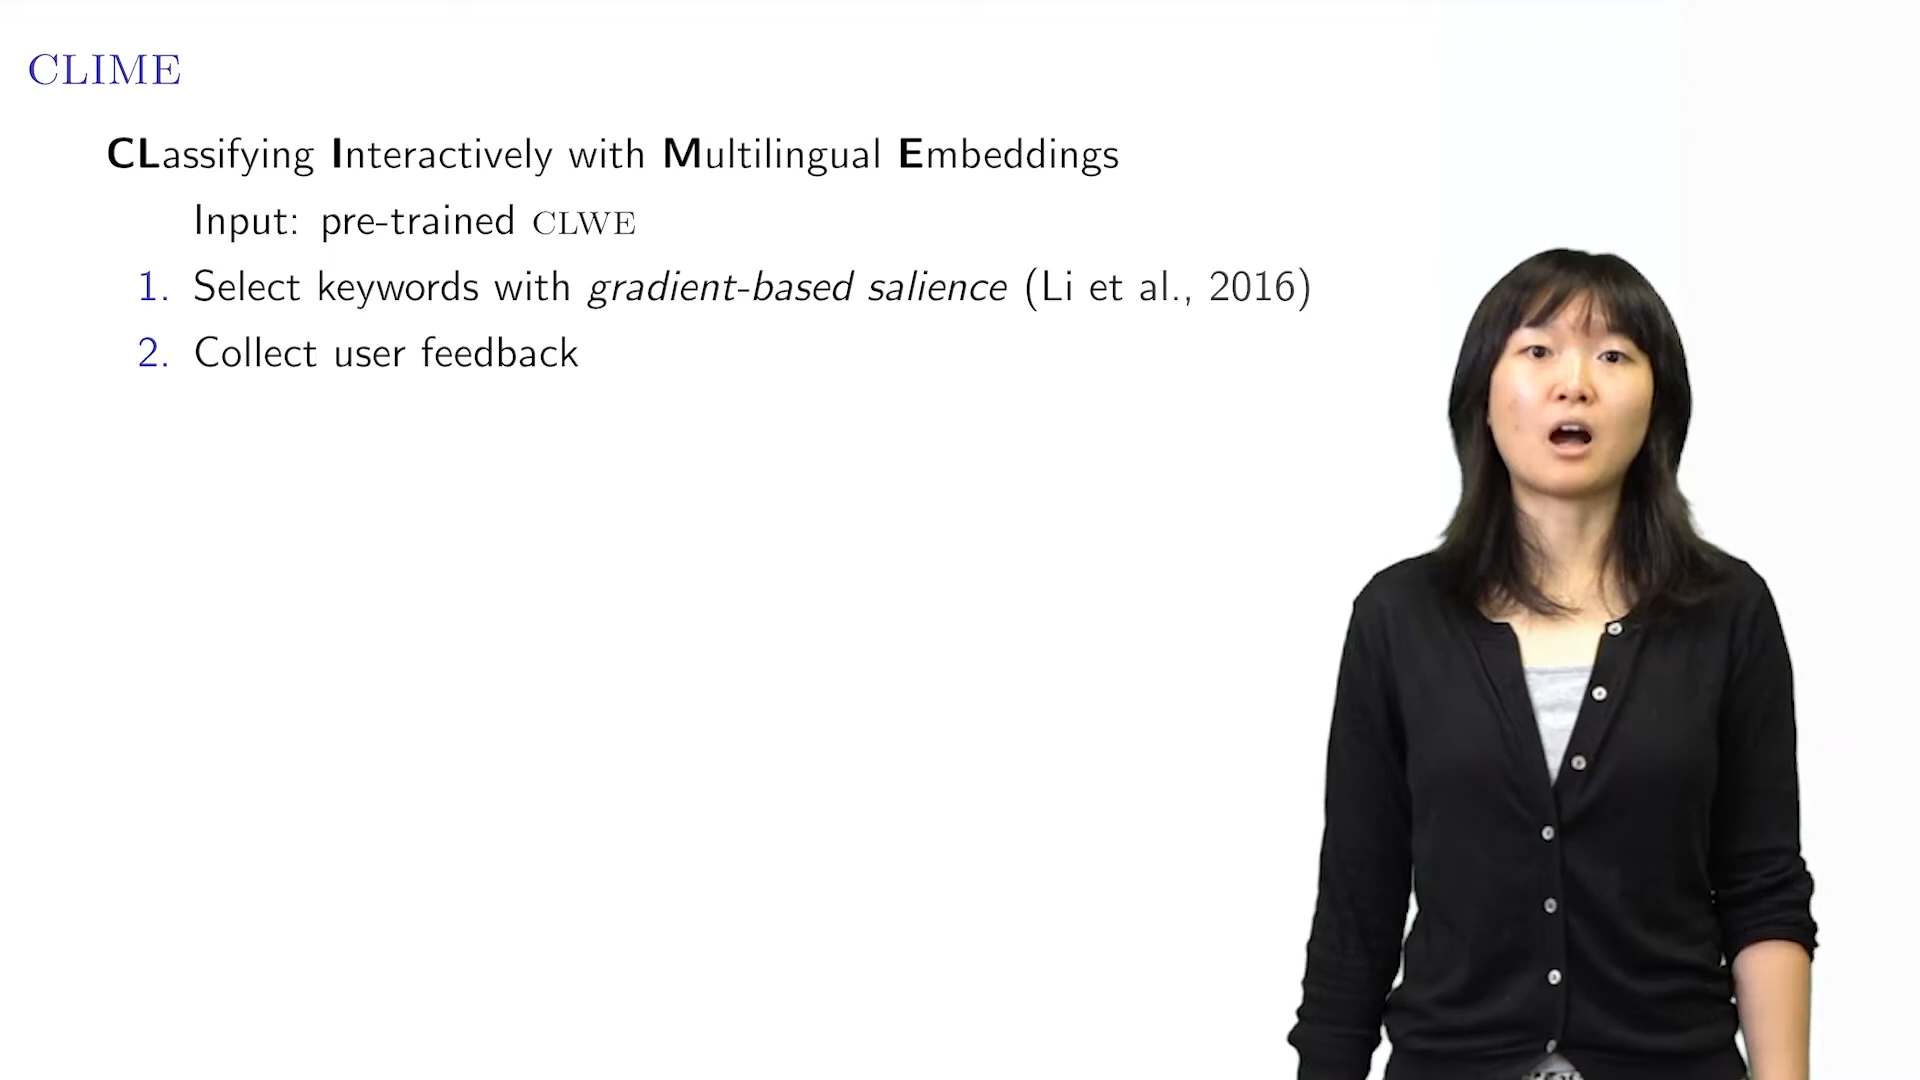 CLIME
CLassifying Interactively with Multilingual Embeddings
Input: pre-trained CLWE
1. Select keywords with gradient-based salience (Li et al., 2016)
2. Collect user feedback